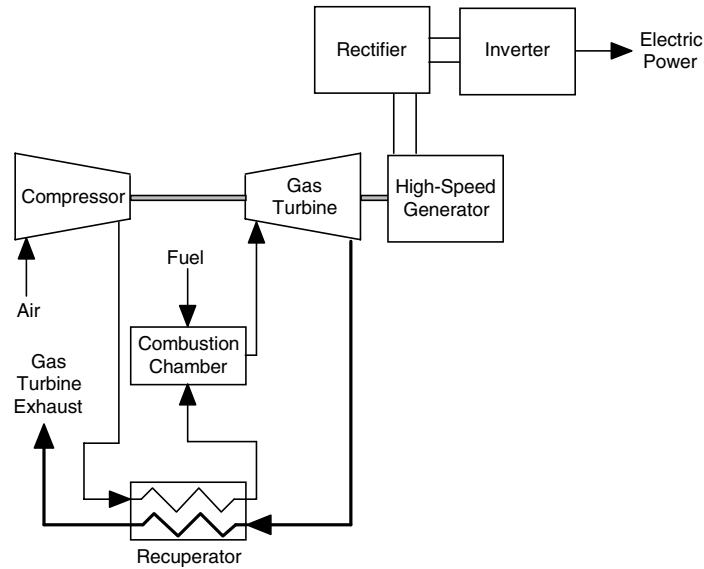 Rectifier
Inverter
Electric
Power
Compressor
Gas
Turbine
High-Speed
Generator
Air
Fuel
Combustion
Chamber
Gas
Turbine
Exhaust
Recuperator